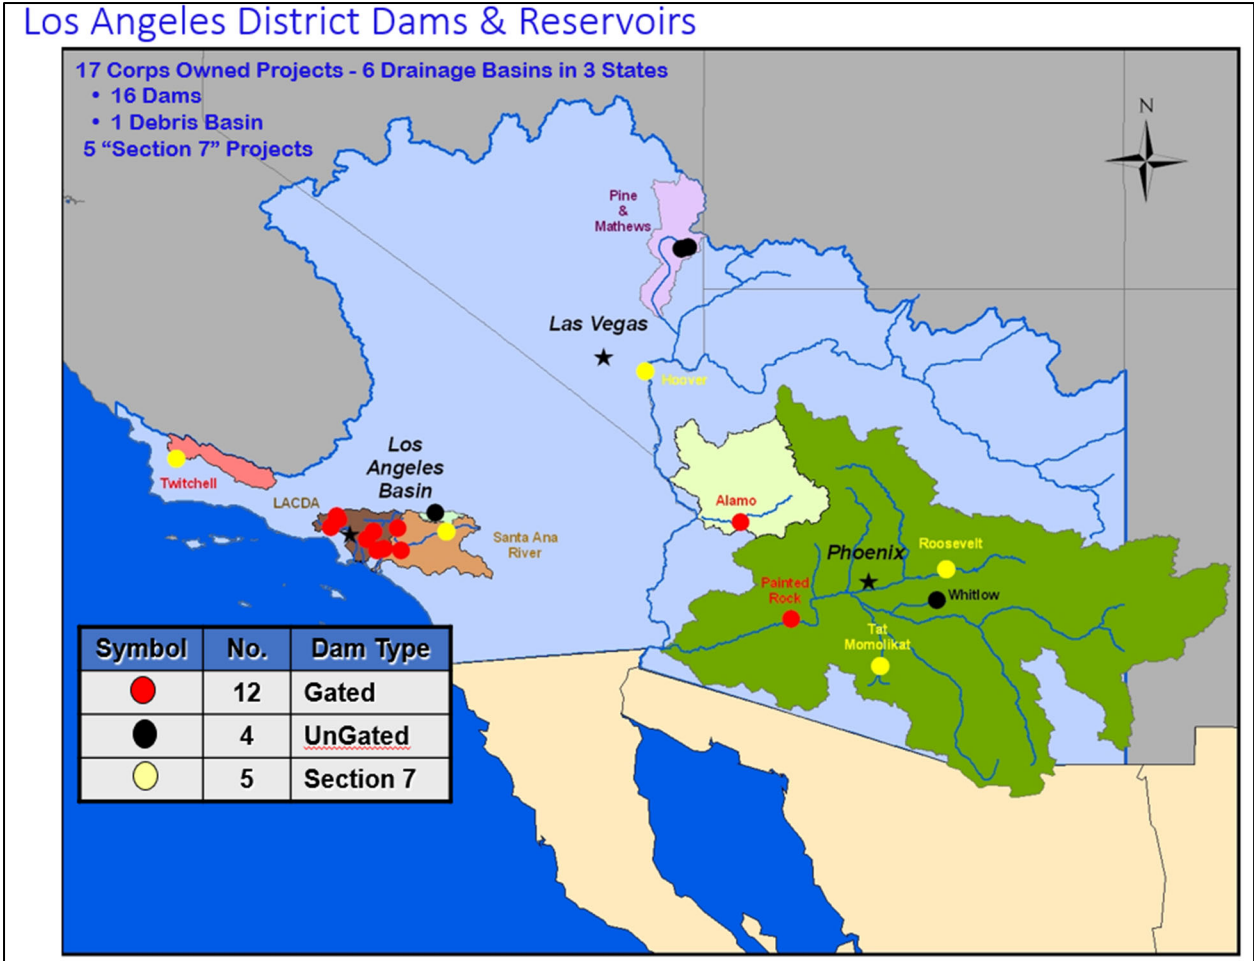 Los Angeles District Dams & Reservoirs
17 Corps Owned Projects - 6 Drainage Basins in 3 States
• 16 Dams
• 1 Debris Basin
5 “Section 7” Projects
N
Pine
&
Mathews
Las Vegas
Hoover
Los
Angeles
Basin
Twitchell
LACDA
Santa Ana
River
Alamo
Phoenix
Roosevelt
Painted
Rock
Whitlow
Tat
Momolikat
Symbol No. Dam Type
12 Gated
4 UnGated
5 Section 7